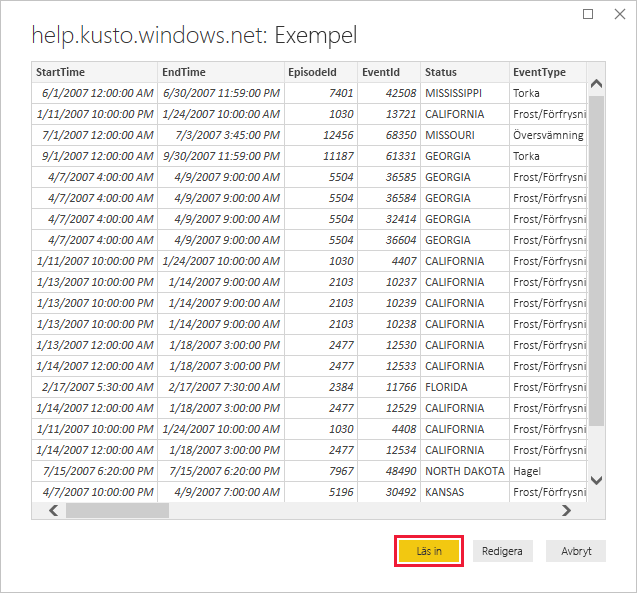 help.kusto.windows.net: Exempel
StartTime EndTime EpisodeId EventId Status EventType
6/1/2007 12:00:00 AM 6/30/2007 11:59:00 PM 7401 42508 MISSISSIPPI Torka
1/11/2007 10:00:00 PM 1/24/2007 10:00:00 AM 1030 13721 CALIFORNIA Frost/Förfrysni
7/1/2007 12:00:00 AM 7/3/2007 3:45:00 PM 12456 68350 MISSOURI Översvämning
9/1/2007 12:00:00 AM 9/30/2007 11:59:00 PM 11187 61331 GEORGIA Torka
4/7/2007 4:00:00 AM 4/9/2007 9:00:00 AM 5504 36585 GEORGIA Frost/Förfrysni
4/7/2007 4:00:00 AM 4/9/2007 9:00:00 AM 5504 36584 GEORGIA Frost/Förfrysni
4/7/2007 4:00:00 AM 4/9/2007 9:00:00 AM 5504 32414 GEORGIA Frost/Förfrysni
4/7/2007 4:00:00 AM 4/9/2007 9:00:00 AM 5504 36604 GEORGIA Frost/Förfrysni
1/11/2007 10:00:00 PM 1/24/2007 10:00:00 AM 1030 4407 CALIFORNIA Frost/Förfrysni
1/13/2007 10:00:00 PM 1/14/2007 9:00:00 AM 2103 10237 CALIFORNIA Frost/Förfrysni
1/13/2007 10:00:00 PM 1/14/2007 9:00:00 AM 2103 10239 CALIFORNIA Frost/Förfrysni
1/13/2007 10:00:00 PM 1/14/2007 9:00:00 AM 2103 10238 CALIFORNIA Frost/Förfrysni
1/13/2007 12:00:00 AM 1/18/2007 3:00:00 PM 2477 12530 CALIFORNIA Frost/Förfrysni
1/14/2007 12:00:00 AM 1/18/2007 3:00:00 PM 2477 12533 CALIFORNIA Frost/Förfrysni
2/17/2007 5:30:00 AM 2/17/2007 7:30:00 AM 2384 11766 FLORIDA Frost/Förfrysni
1/14/2007 12:00:00 AM 1/18/2007 3:00:00 PM 2477 12529 CALIFORNIA Frost/Förfrysni
1/11/2007 10:00:00 PM 1/24/2007 10:00:00 AM 1030 4408 CALIFORNIA Frost/Förfrysni
1/14/2007 12:00:00 AM 1/18/2007 3:00:00 PM 2477 12534 CALIFORNIA Frost/Förfrysni
7/15/2007 6:20:00 PM 7/15/2007 6:20:00 PM 7967 48490 NORTH DAKOTA Hagel
4/7/2007 10:00:00 PM 4/9/2007 7:00:00 AM 5196 30492 KANSAS Frost/Förfrysni
Läs in Redigera Avbryt